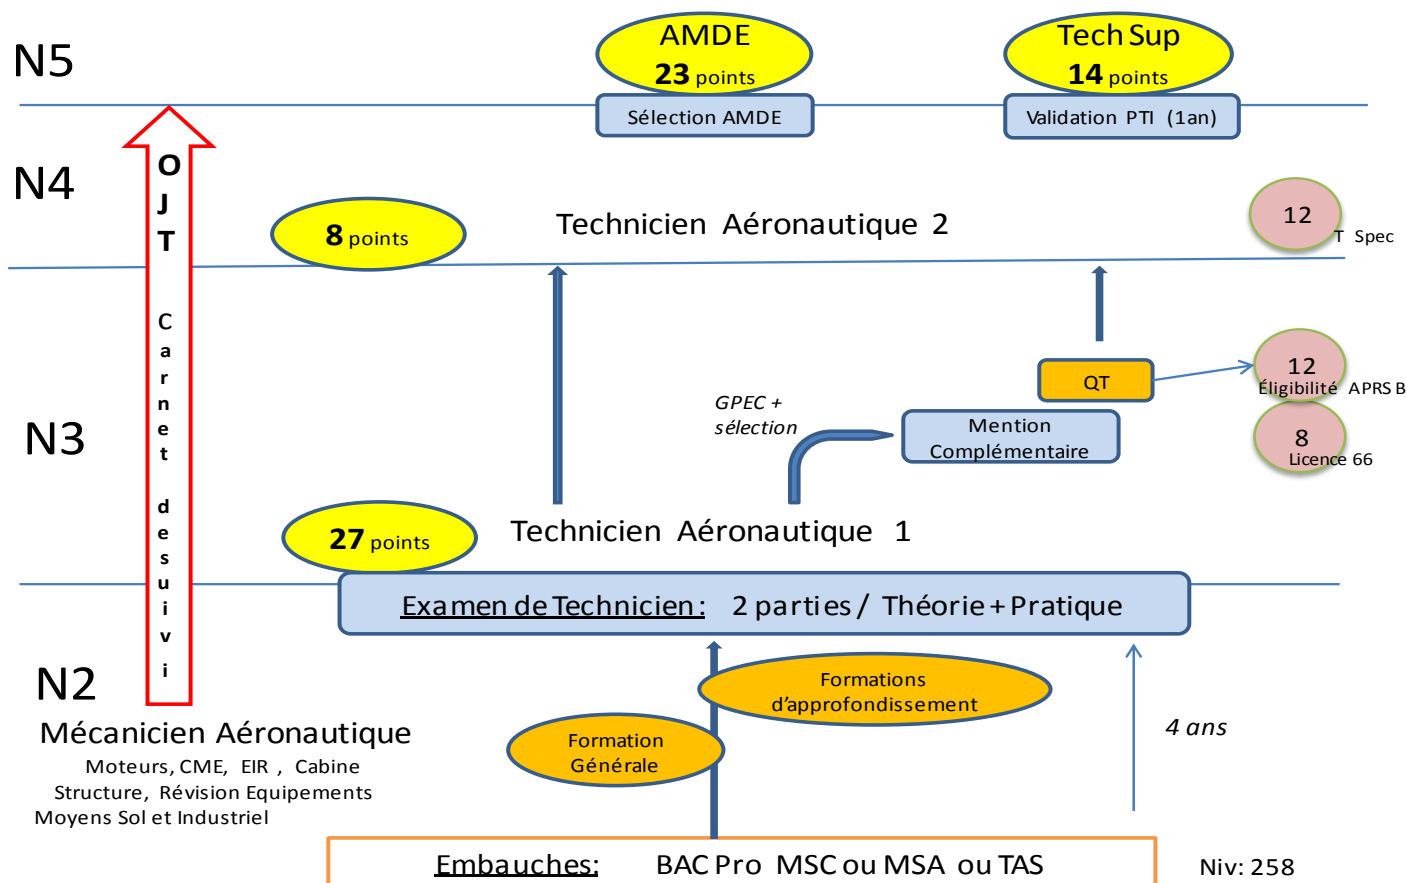 N5
AMDE
23 points
Tech Sup
14 points
Sélection AMDE
Validation PTI (1an)
N4
OJT Carnet desuivi
8 points
Technicien Aéronautique 2
12
T Spec
N3
QT
12
Éligibilité APRS B
GPEC +
sélection
Mention
Complémentaire
8
Licence 66
27 points
Technicien Aéronautique 1
Examen de Technicien: 2 parties / Théorie + Pratique
N2
Mécanicien Aéronautique
Moteurs, CME, EIR , Cabine
Structure, Révision Equipements
Moyens Sol et Industriel
Formations
d'approfondissement
Formation
Générale
4 ans
Embauches: BAC Pro MSC ou MSA ou TAS
Niv: 258